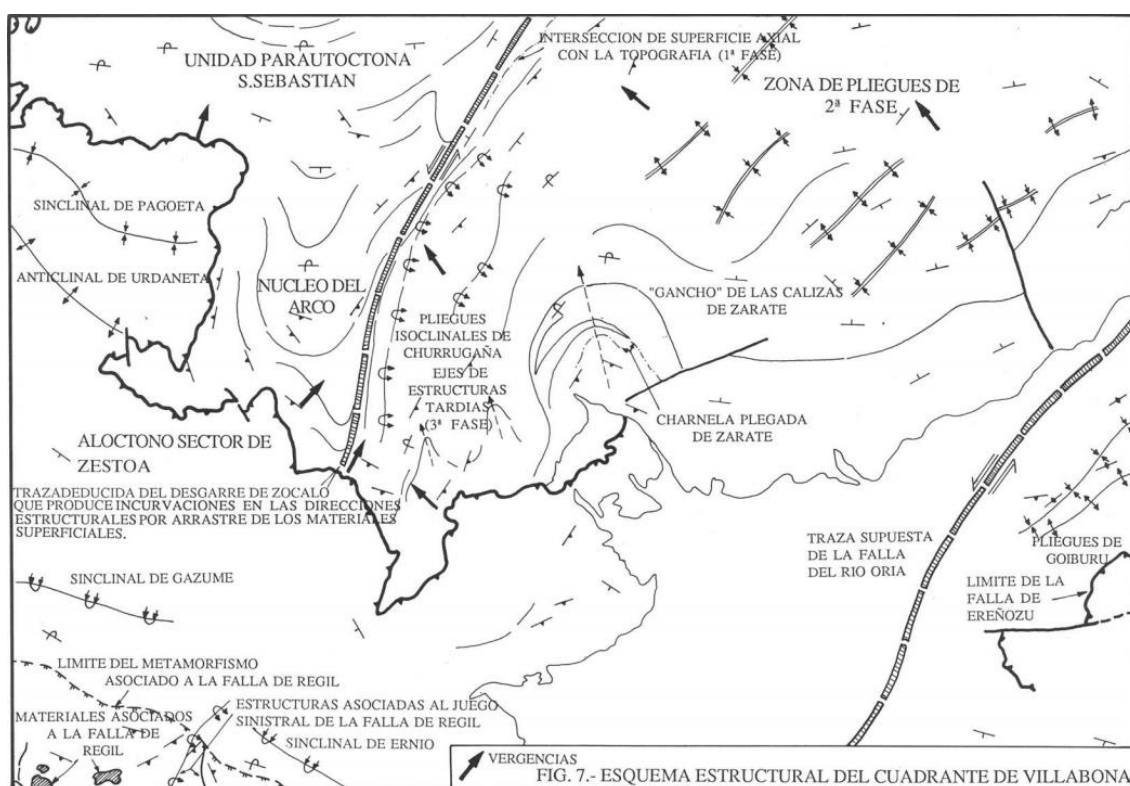 UNIDAD PARAUTOCTONA
S.SEBASTIAN
INTERSECCION DE SUPERFICIE AXIAL
CON LA TOPOGRAFIA (1ª FASE)
ZONA DE PLIEGUES DE
2ª FASE
SINCLINAL DE PAGOETA
ANTICLINAL DE URDANETA
NUCLEO DEL
ARCO
"GANCHO" DE LAS CALIZAS
DE ZARATE
PLIEGUES
ISOCLINALES DE
CHURRUGAÑA
EJES DE
ESTRUCTURAS
TARDIAS
(3ª FASE)
CHARNELA PLEGADA
DE ZARATE
ALOCTONO SECTOR DE
ZESTOA
TRAZADEDUCIDA DEL DESGARRE DE ZOCALO
QUE PRODUCE INCURVACIONES EN LAS DIRECCIONES
ESTRUCTURALES POR ARRASTRE DE LOS MATERIALES
SUPERFICIALES.
TRAZA SUPUESTA
DE LA FALLA
DEL RIO ORIA
PLIEGUES DE
GOIBURU
SINCLINAL DE GAZUME
LIMITE DE LA
FALLA DE
EREÑOZU
LIMITE DEL METAMORFISMO
ASOCIADO A LA FALLA DE REGIL
ESTRUCTURAS ASOCIADAS AL JUEGO
SINISTRAL DE LA FALLA DE REGIL
MATERIALES ASOCIADOS
A LA FALLA DE
REGIL
SINCLINAL DE ERNIO
VERGENCIAS
FIG. 7.- ESQUEMA ESTRUCTURAL DEL CUADRANTE DE VILLABONA